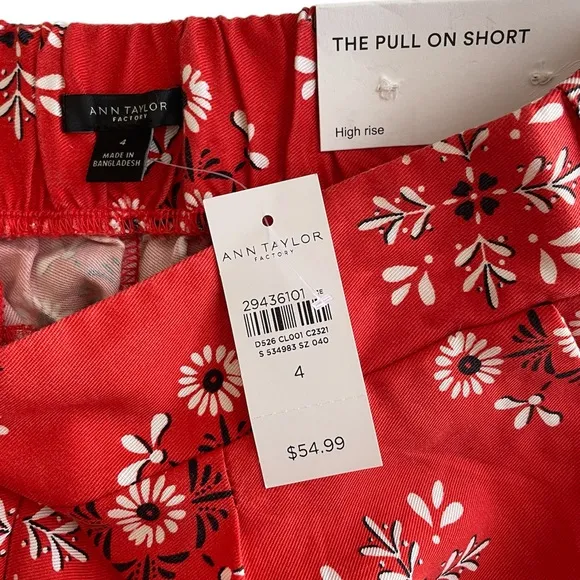 THE PULL ON SHORT
High rise
ANN TAYLOR
FACTORY
4
MADE IN
BANGLADESH
ANN TAYLOR
FACTORY
29436101
D526 CL001 C2321
S 534983 SZ 040
4
$54.99